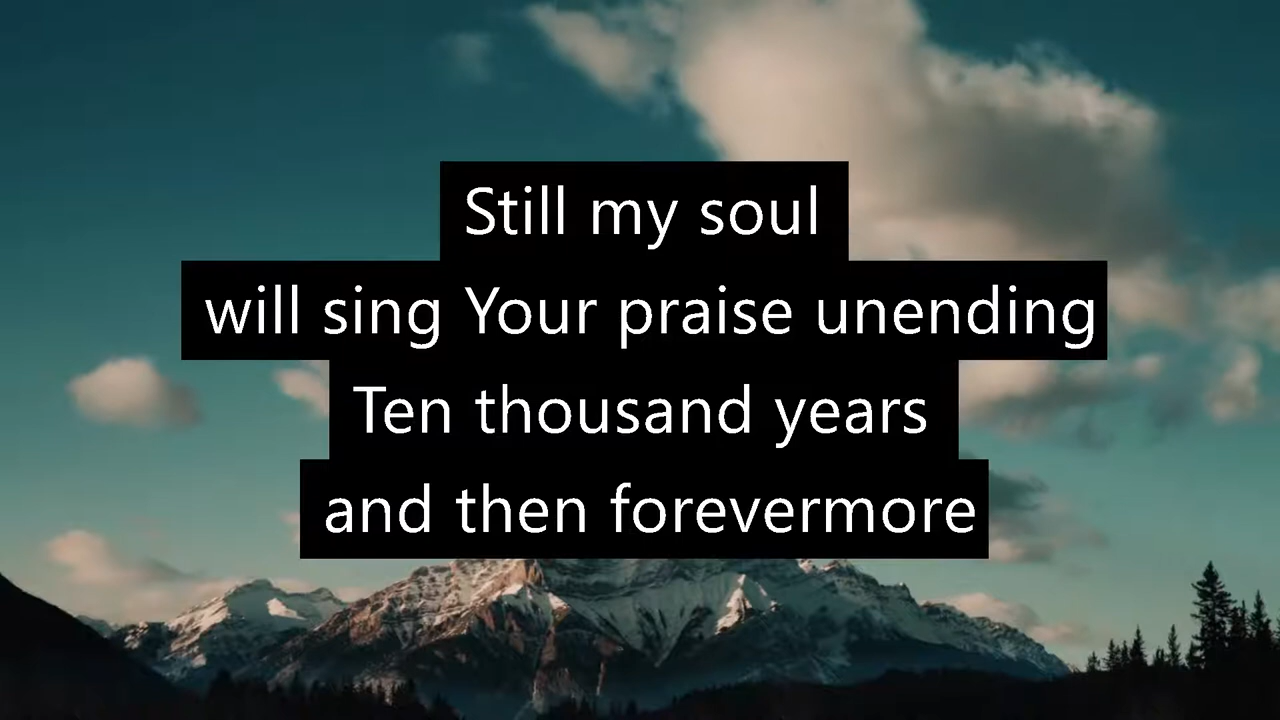 Still my soul
will sing Your praise unending
Ten thousand years
and then forevermore